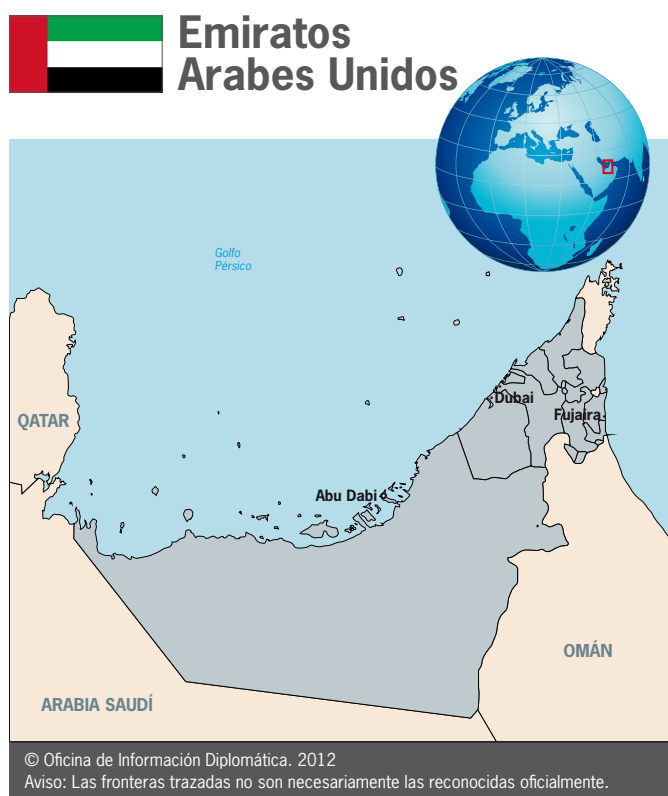 Emiratos
Arabes Unidos
Golfo
Pérsico
QATAR
Dubai
Fujaira
Abu Dabi
OMÁN
ARABIA SAUDÍ
© Oficina de Información Diplomática. 2012
Aviso: Las fronteras trazadas no son necesariamente las reconocidas oficialmente.